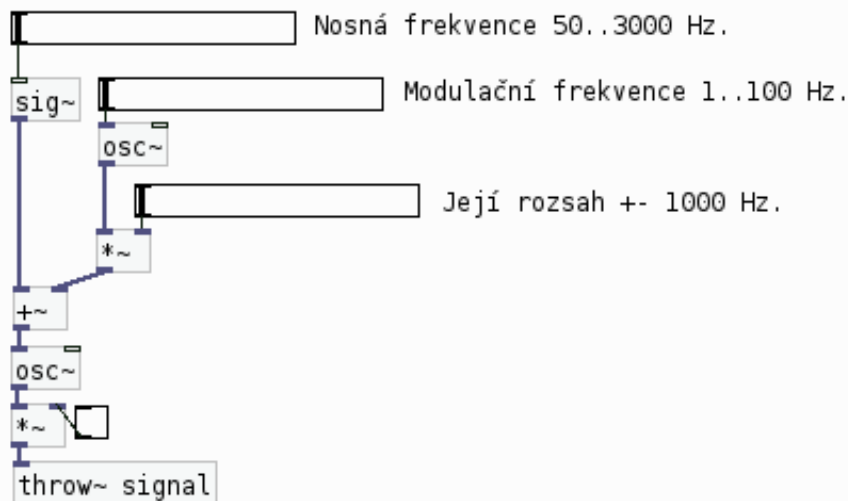 Nosná frekvence 50..3000 Hz.
sig~
Modulační frekvence 1..100 Hz.
osc~
Její rozsah +- 1000 Hz.
*~
+~
osc~
*~
throw~ signal